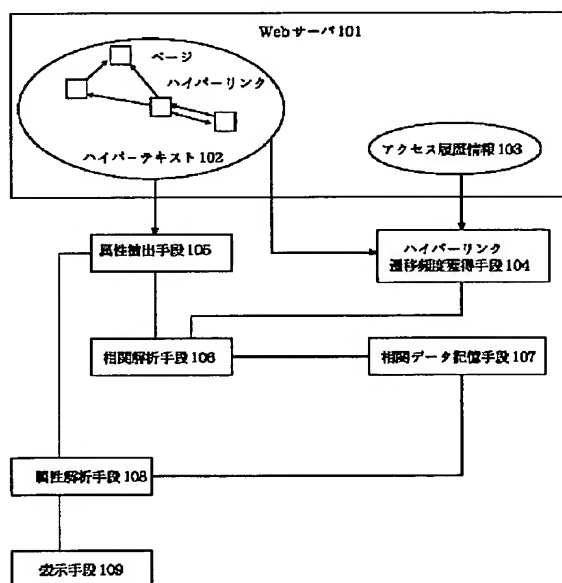 Webサーバ101
ページ
ハイパーリンク
ハイパーテキスト102
アクセス履歴情報103
属性抽出手段105
ハイパーリンク
遷移頻度獲得手段104
相関解析手段106
相関データ記憶手段107
属性解析手段108
表示手段109